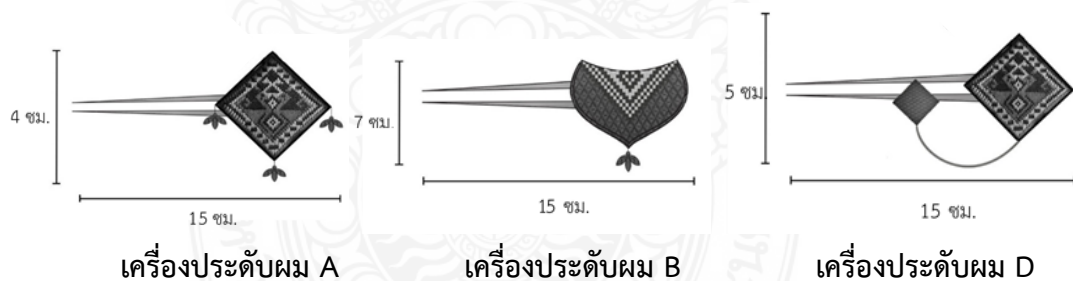 4 ซม.
15 ซม.
เครื่องประดับผม A
7 ซม.
15 ซม.
เครื่องประดับผม B
5 ซม.
15 ซม.
เครื่องประดับผม D